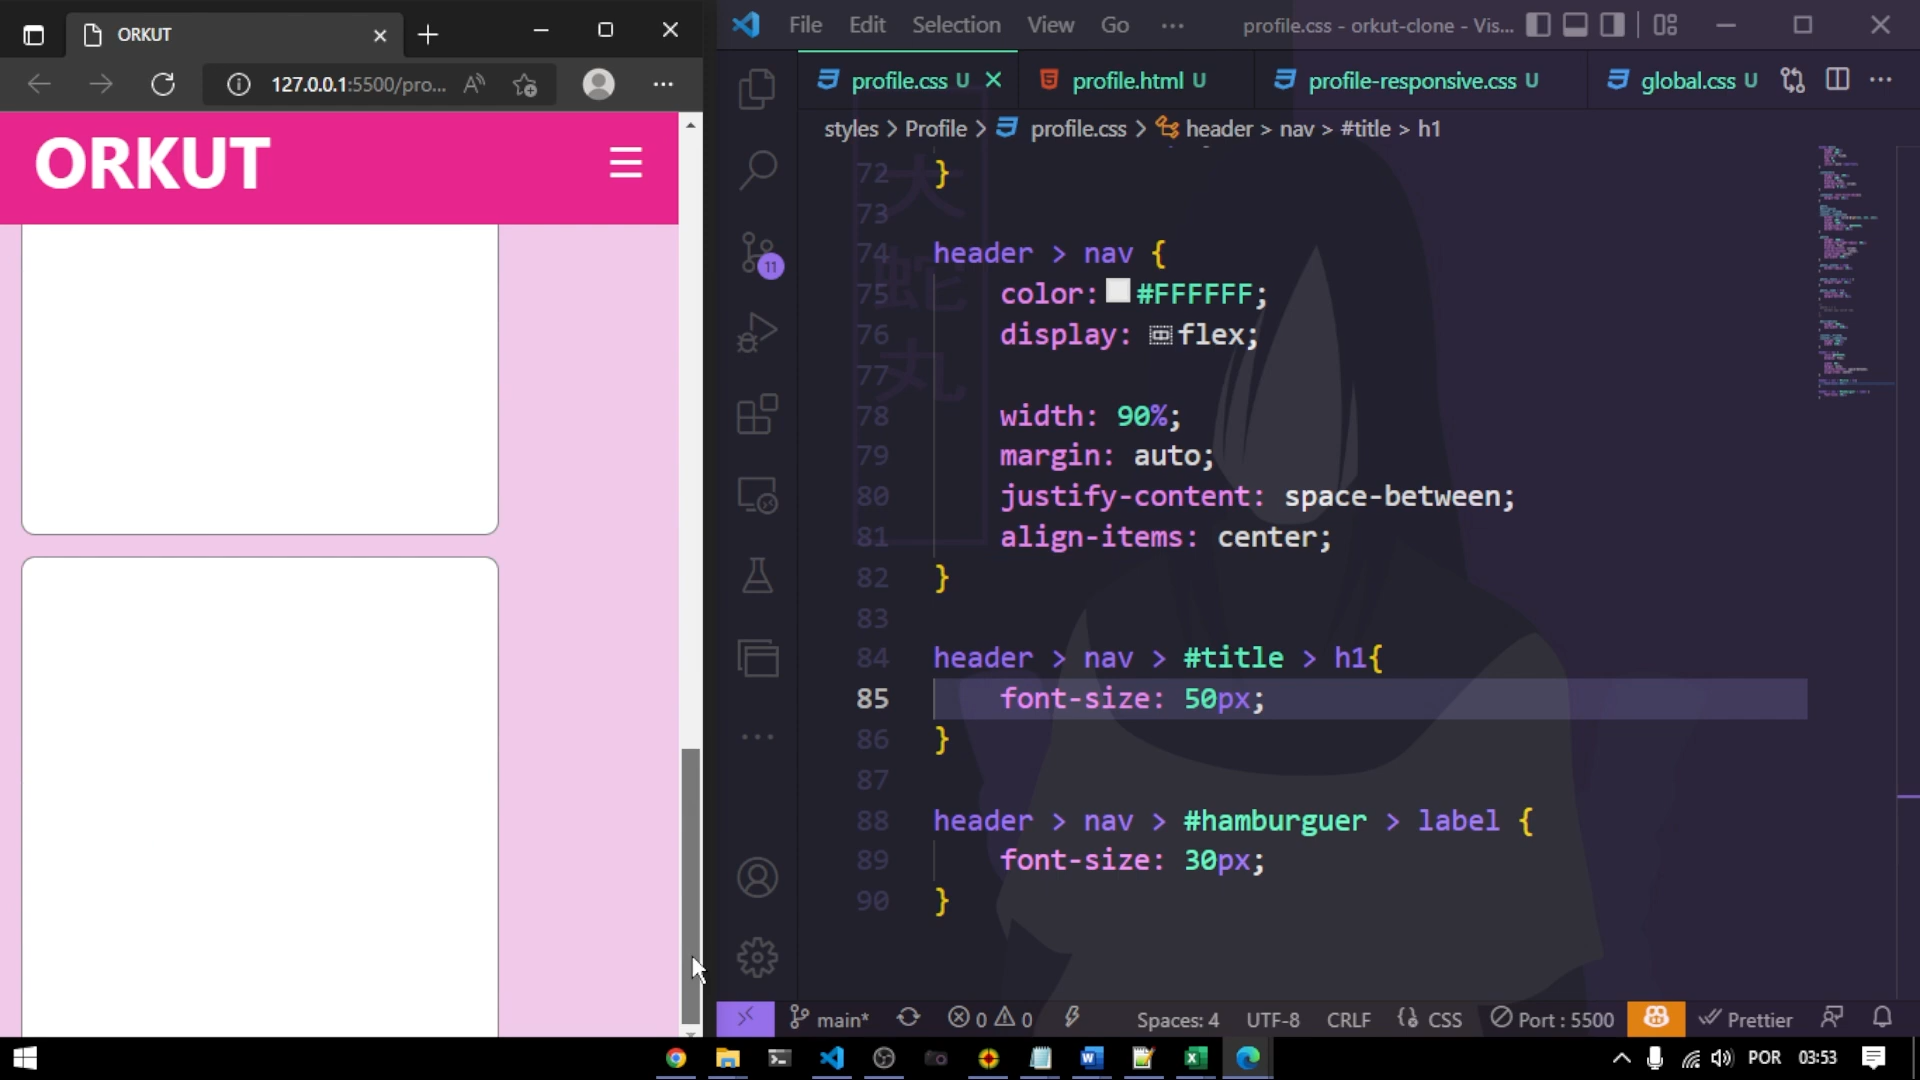 ORKUT
127.0.0.1:5500/pro...
ORKUT
File Edit Selection View Go ... profile.css - orkut-clone - Vis...
profile.css U profile.html U profile-responsive.css U global.css U
styles > Profile > profile.css > header > nav > #title > h1
11
大蛇丸
72 }
73
74 header > nav {
75 color: #FFFFFF;
76 display: flex;
77
78 width: 90%;
79 margin: auto;
80 justify-content: space-between;
81 align-items: center;
82 }
83
84 header > nav > #title > h1{
85 font-size: 50px;
86 }
87
88 header > nav > #hamburguer > label {
89 font-size: 30px;
90 }
main* 0 0 Spaces: 4 UTF-8 CRLF {} CSS Port : 5500 Prettier
POR 03:53